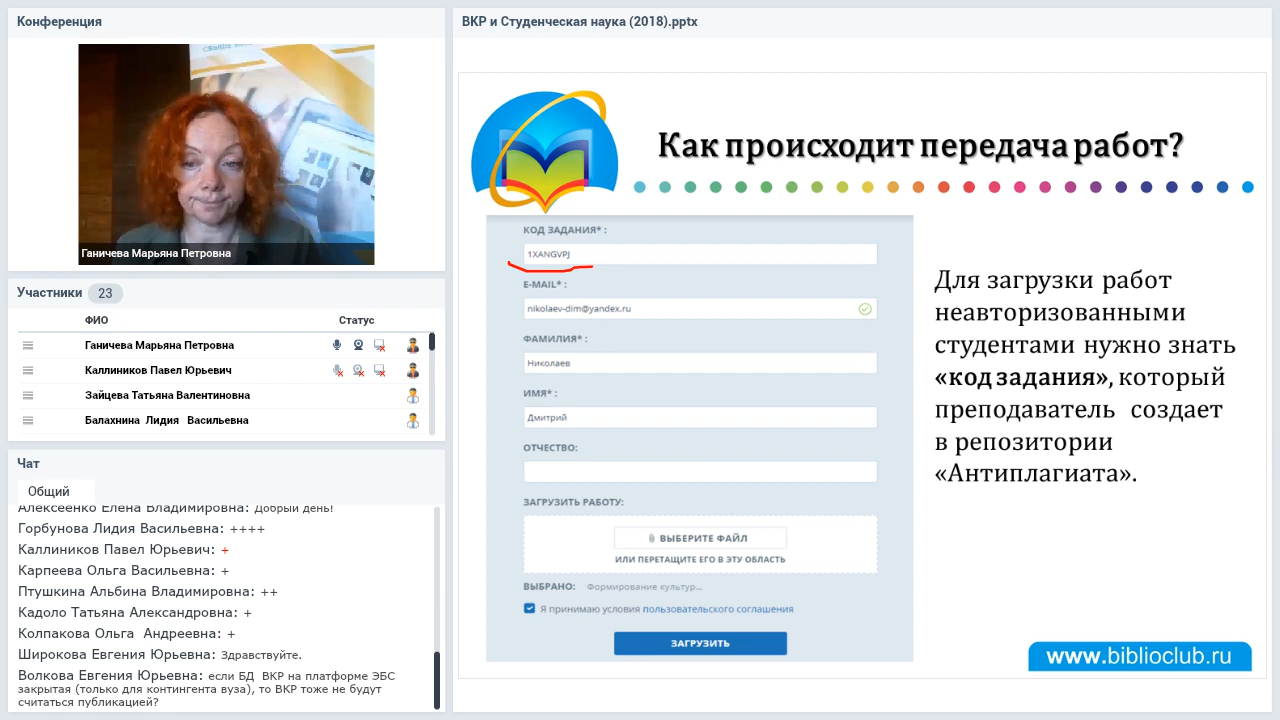 Конференция
Ганичева Марьяна Петровна
Участники 23
ФИО Статус
Ганичева Марьяна Петровна
Каллиников Павел Юрьевич
Зайцева Татьяна Валентиновна
Балахнина Лидия Васильевна
Чат
Общий
Алексеенко Елена Владимировна: Добрый день!
Горбунова Лидия Васильевна: ++++
Каллиников Павел Юрьевич: +
Карпеева Ольга Васильевна: +
Птушкина Альбина Владимировна: ++
Кадоло Татьяна Александровна: +
Колпакова Ольга Андреевна: +
Широкова Евгения Юрьевна: Здравствуйте.
Волкова Евгения Юрьевна: если БД ВКР на платформе ЭБС
закрытая (только для контингента вуза), то ВКР тоже не будут
считаться публикацией?
ВКР и Студенческая наука (2018).pptx
Как происходит передача работ?
КОД ЗАДАНИЯ* :
1XANGVPJ
E-MAIL* :
nikolaev-dim@yandex.ru
ФАМИЛИЯ* :
Николаев
ИМЯ* :
Дмитрий
ОТЧЕСТВО:
ЗАГРУЗИТЬ РАБОТУ:
ВЫБЕРИТЕ ФАЙЛ
ИЛИ ПЕРЕТАЩИТЕ ЕГО В ЭТУ ОБЛАСТЬ
ВЫБРАНО: Формирование культур...
Я принимаю условия пользовательского соглашения
ЗАГРУЗИТЬ
Для загрузки работ
неавторизованными
студентами нужно знать
«код задания», который
преподаватель создает
в репозитории
«Антиплагиата».
www.biblioclub.ru